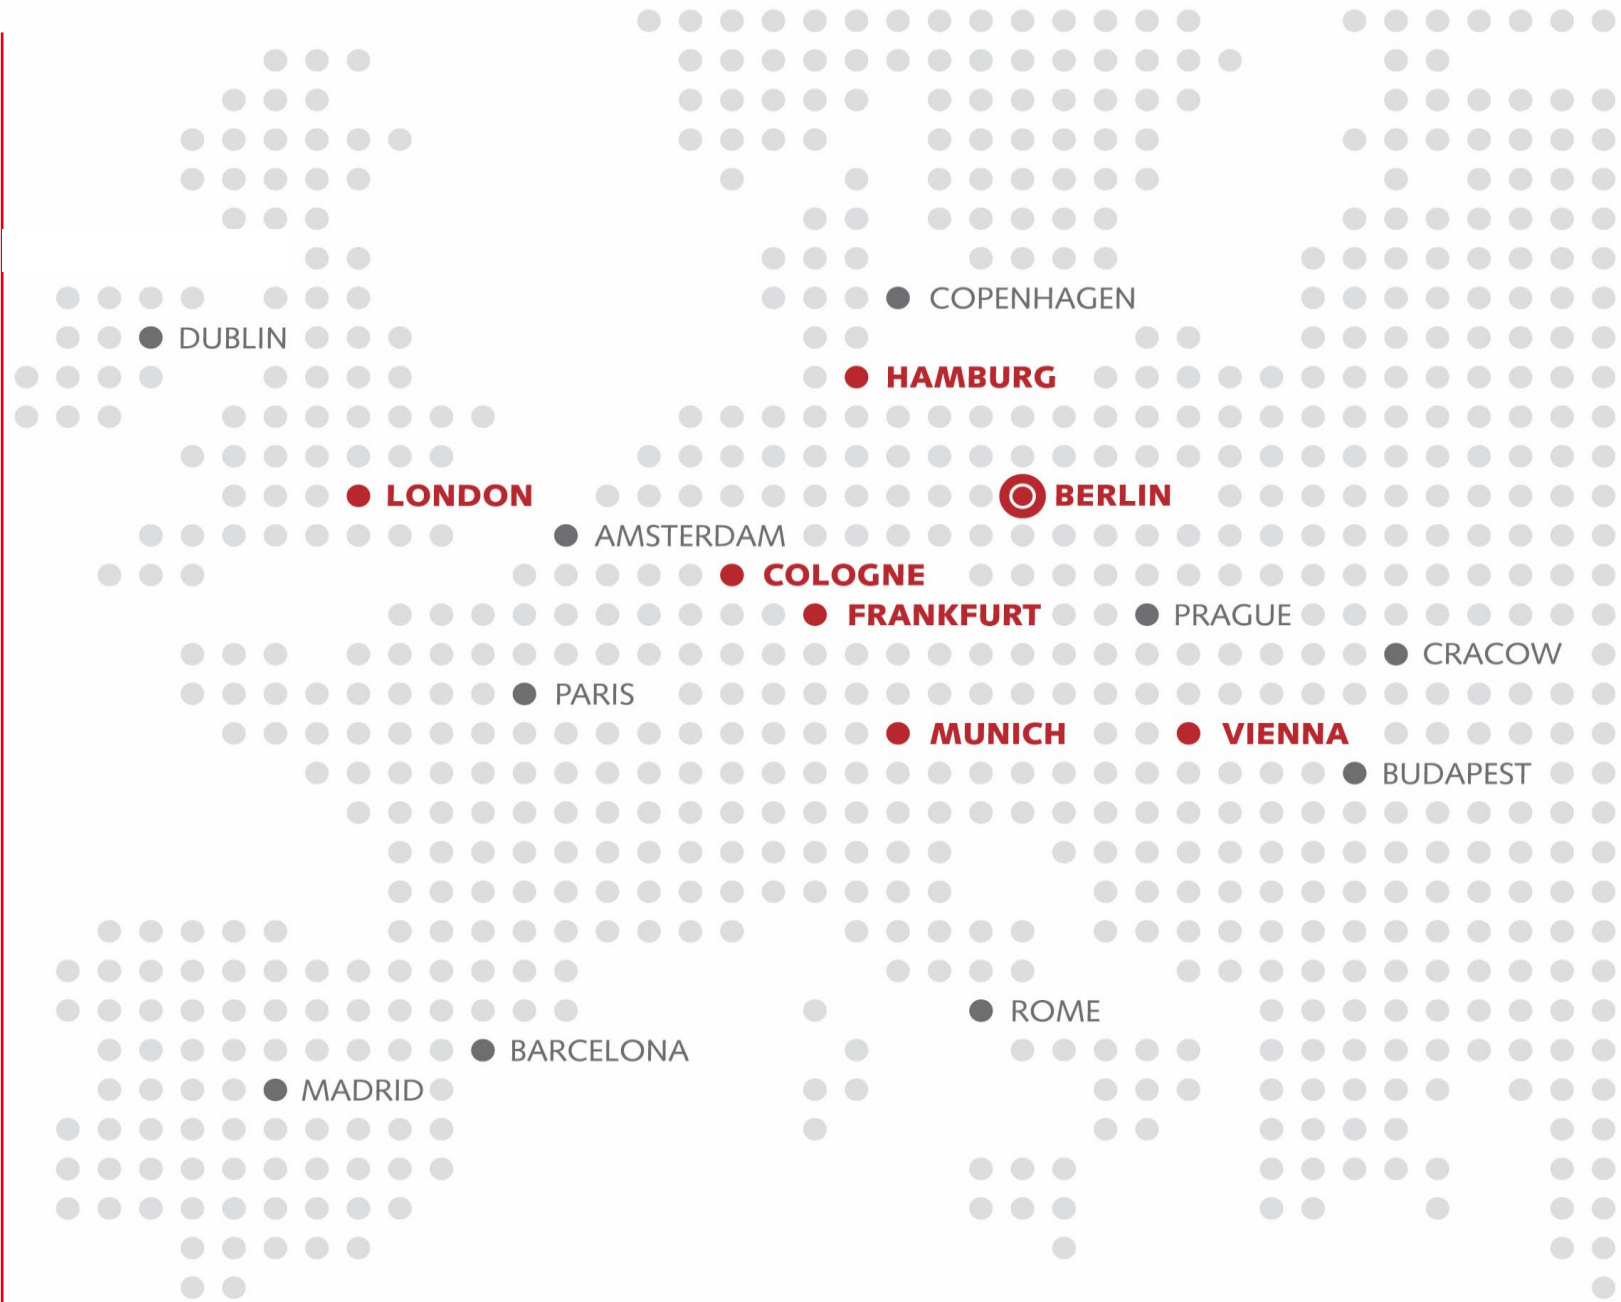 COPENHAGEN
DUBLIN
HAMBURG
LONDON
BERLIN
AMSTERDAM
COLOGNE
FRANKFURT
PRAGUE
CRACOW
PARIS
MUNICH
VIENNA
BUDAPEST
ROME
BARCELONA
MADRID